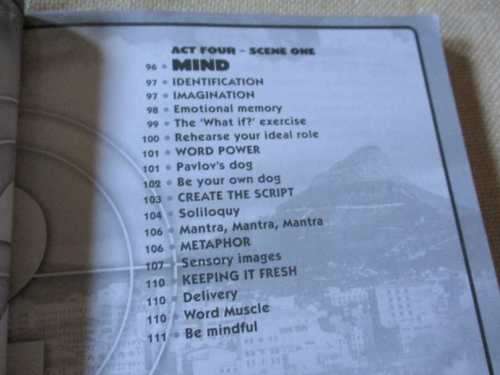 ACT FOUR - SCENE ONE
96 • MIND
97 • IDENTIFICATION
97 • IMAGINATION
98 • Emotional memory
99 • The 'What if?' exercise
100 • Rehearse your ideal role
101 • WORD POWER
101 • Pavlov's dog
102 • Be your own dog
103 • CREATE THE SCRIPT
104 • Soliloquy
106 • Mantra, Mantra, Mantra
106 • METAPHOR
107 • Sensory images
110 • KEEPING IT FRESH
110 • Delivery
110 • Word Muscle
111 • Be mindful